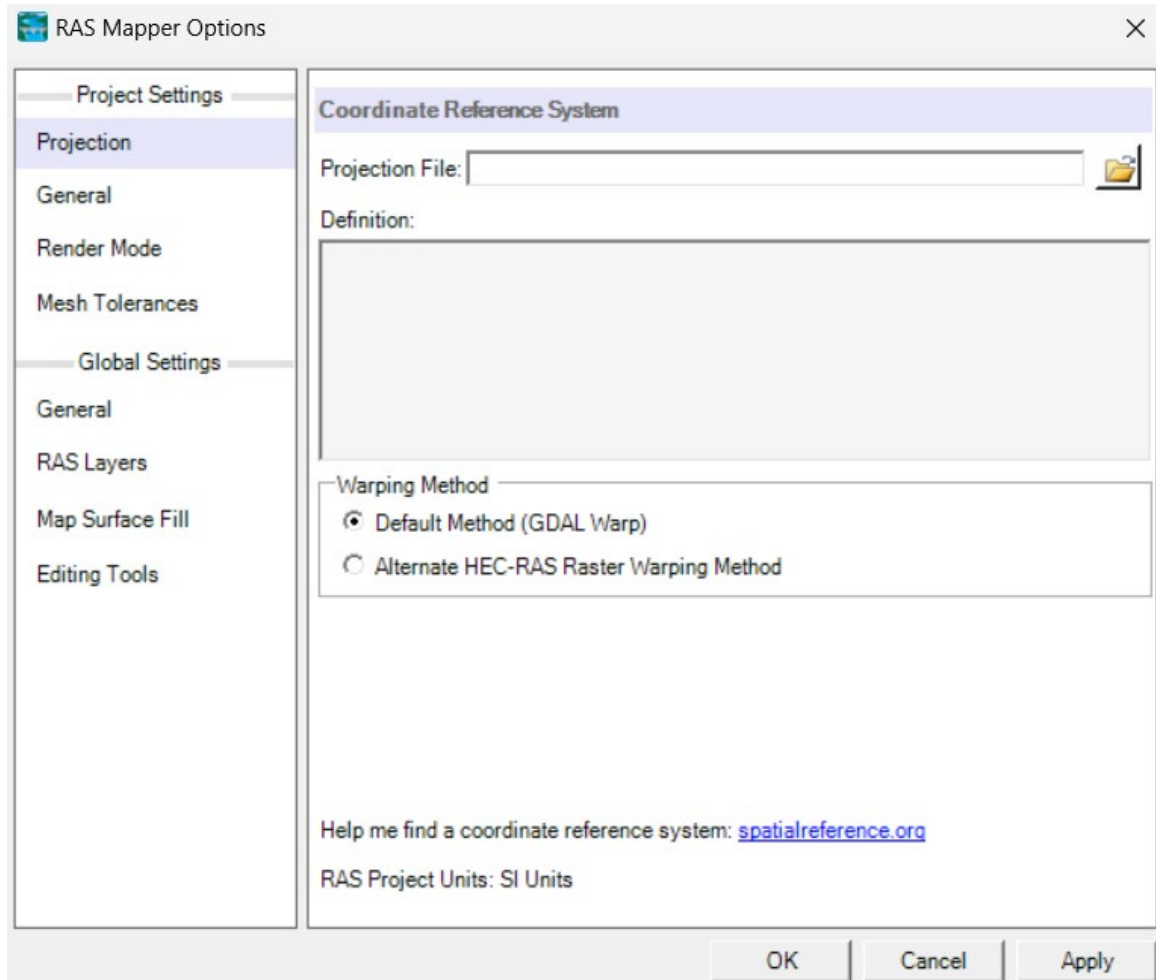 RAS Mapper Options
Project Settings
Projection
General
Render Mode
Mesh Tolerances
Global Settings
General
RAS Layers
Map Surface Fill
Editing Tools
Coordinate Reference System
Projection File:
Definition:
Warping Method
Default Method (GDAL Warp)
Alternate HEC-RAS Raster Warping Method
Help me find a coordinate reference system: spatialreference.org
RAS Project Units: SI Units
OK
Cancel
Apply